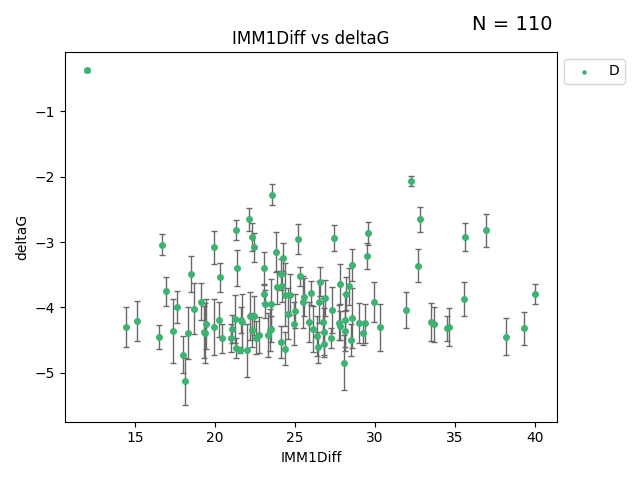 N = 110
IMM1Diff vs deltaG
D
−1
−2
−3
−4
−5
deltaG
15 20 25 30 35 40
IMM1Diff